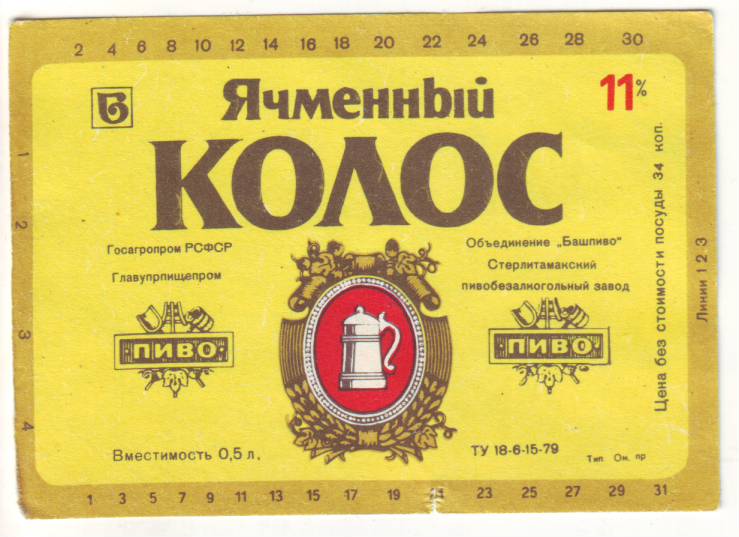 2 4 6 8 10 12 14 16 18 20 22 24 26 28 30
Б
Ячменный
11%
КОЛОС
Госагропром РСФСР
Главупрпищепром
Объединение „Башпиво"
Стерлитамакский
пивобезалкогольный завод
ПИВО
ПИВО
Вместимость 0,5 л.
ТУ 18-6-15-79
Тип. Он. пр
Цена без стоимости посуды 34 коп.
Линии 1 2 3
1 2 3 4
1 3 5 7 9 11 13 15 17 19 21 23 25 27 29 31